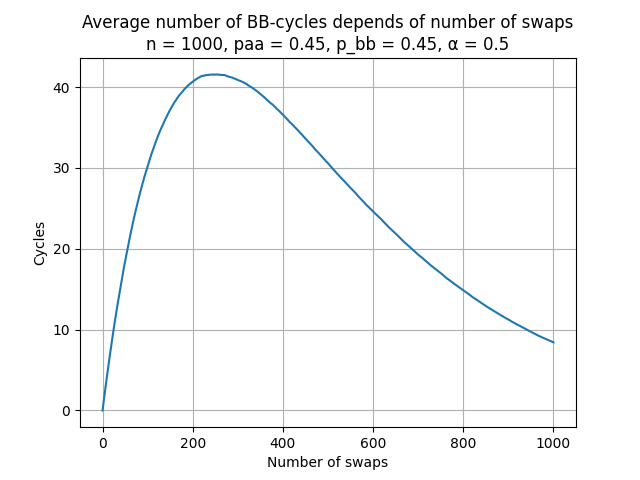 Average number of BB-cycles depends of number of swaps
n = 1000, paa = 0.45, p_bb = 0.45, α = 0.5
40
30
20
10
0
Cycles
0 200 400 600 800 1000
Number of swaps